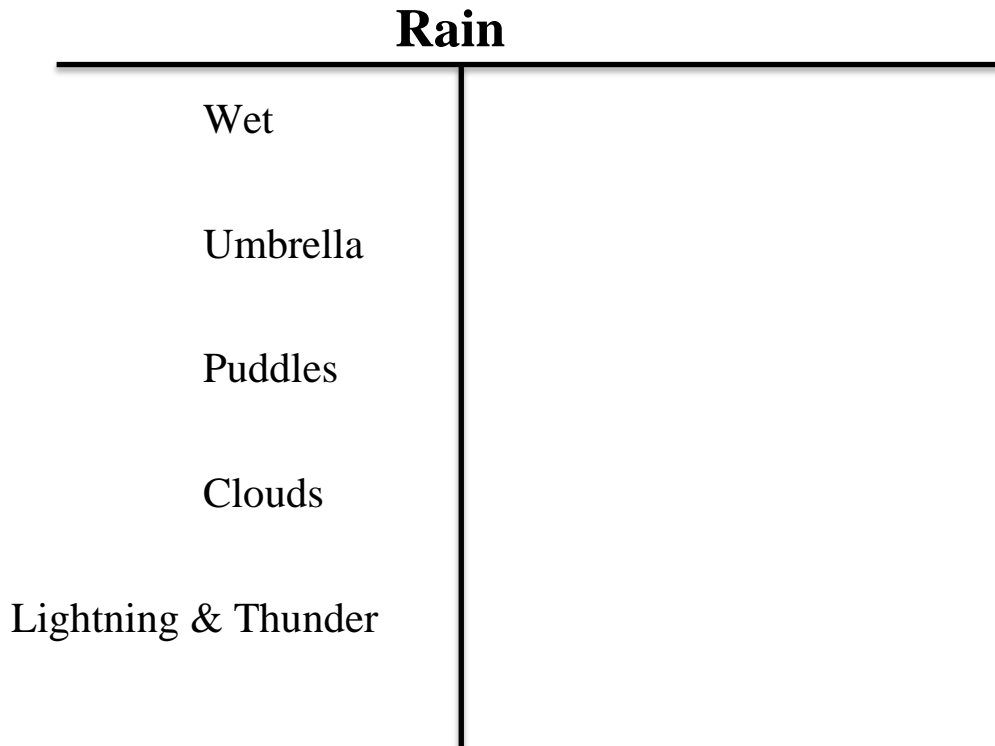 Rain
Wet
Umbrella
Puddles
Clouds
Lightning & Thunder